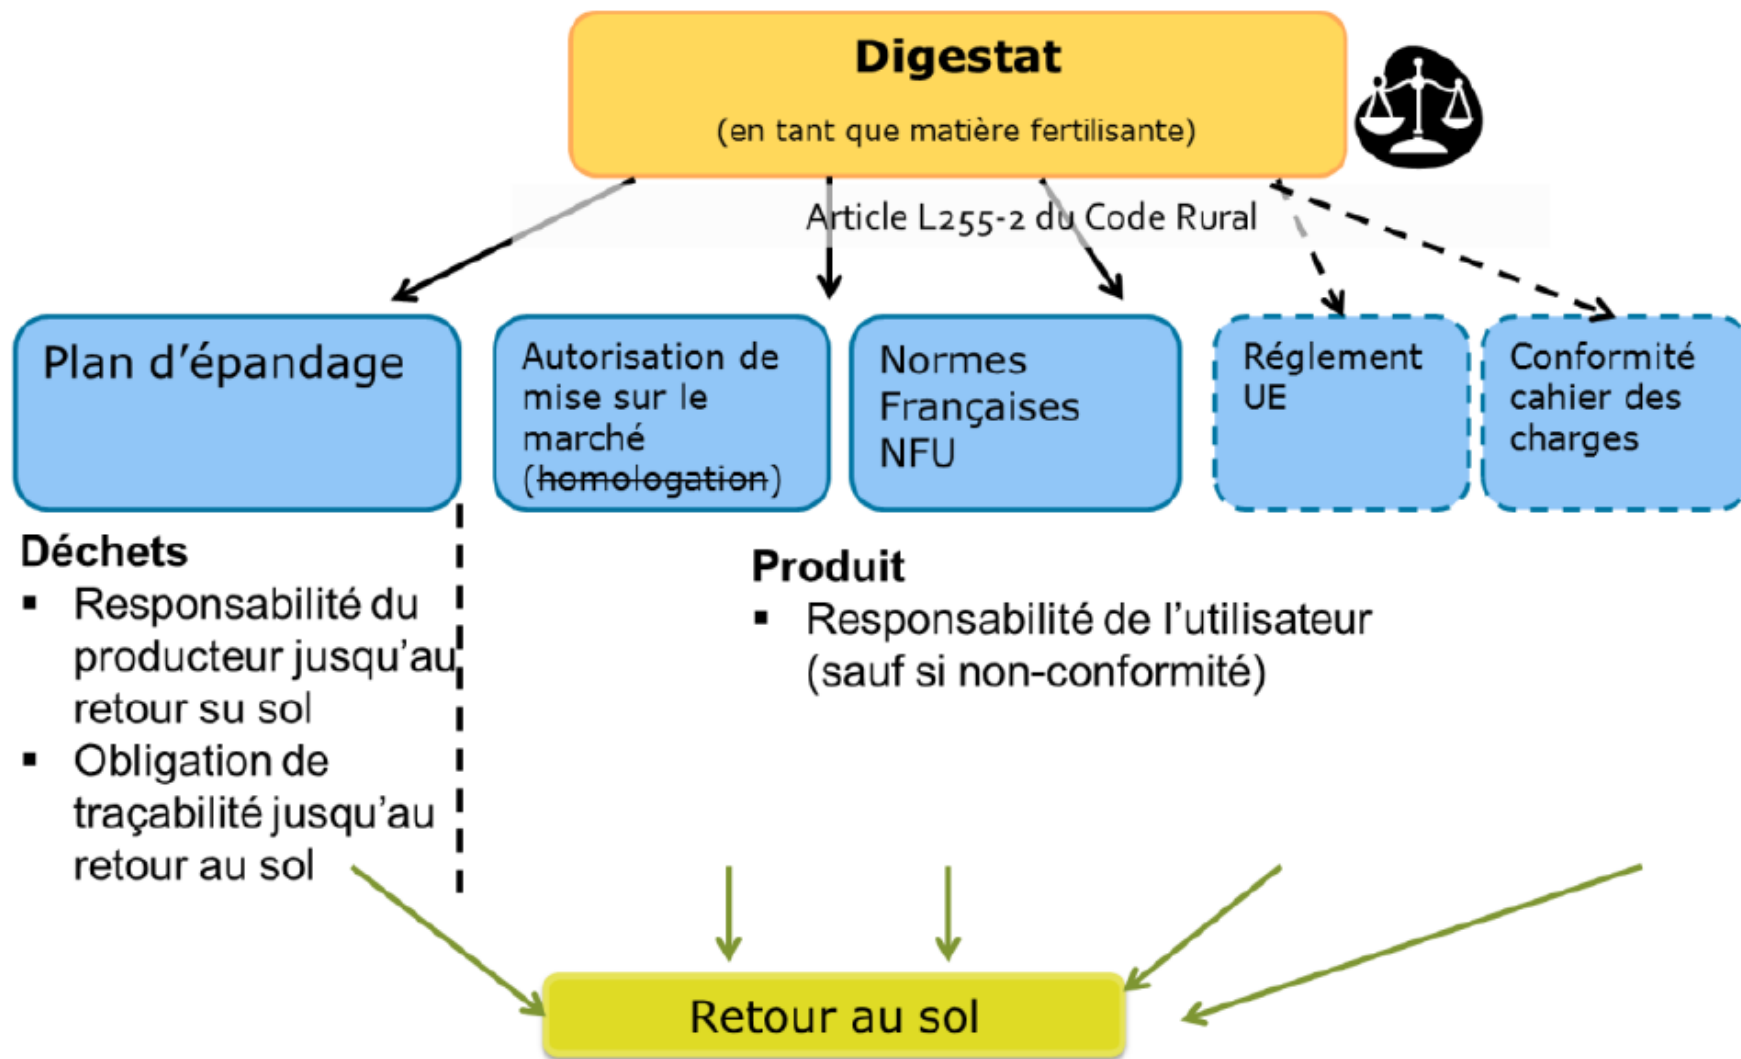 Digestat
(en tant que matière fertilisante)
Article L255-2 du Code Rural
Plan d'épandage
Autorisation de
mise sur le
marché
(homologation)
Normes
Françaises
NFU
Réglement
UE
Conformité
cahier des
charges
Déchets
▪ Responsabilité du
producteur jusqu'au
retour su sol
▪ Obligation de
traçabilité jusqu'au
retour au sol
Produit
▪ Responsabilité de l'utilisateur
(sauf si non-conformité)
Retour au sol